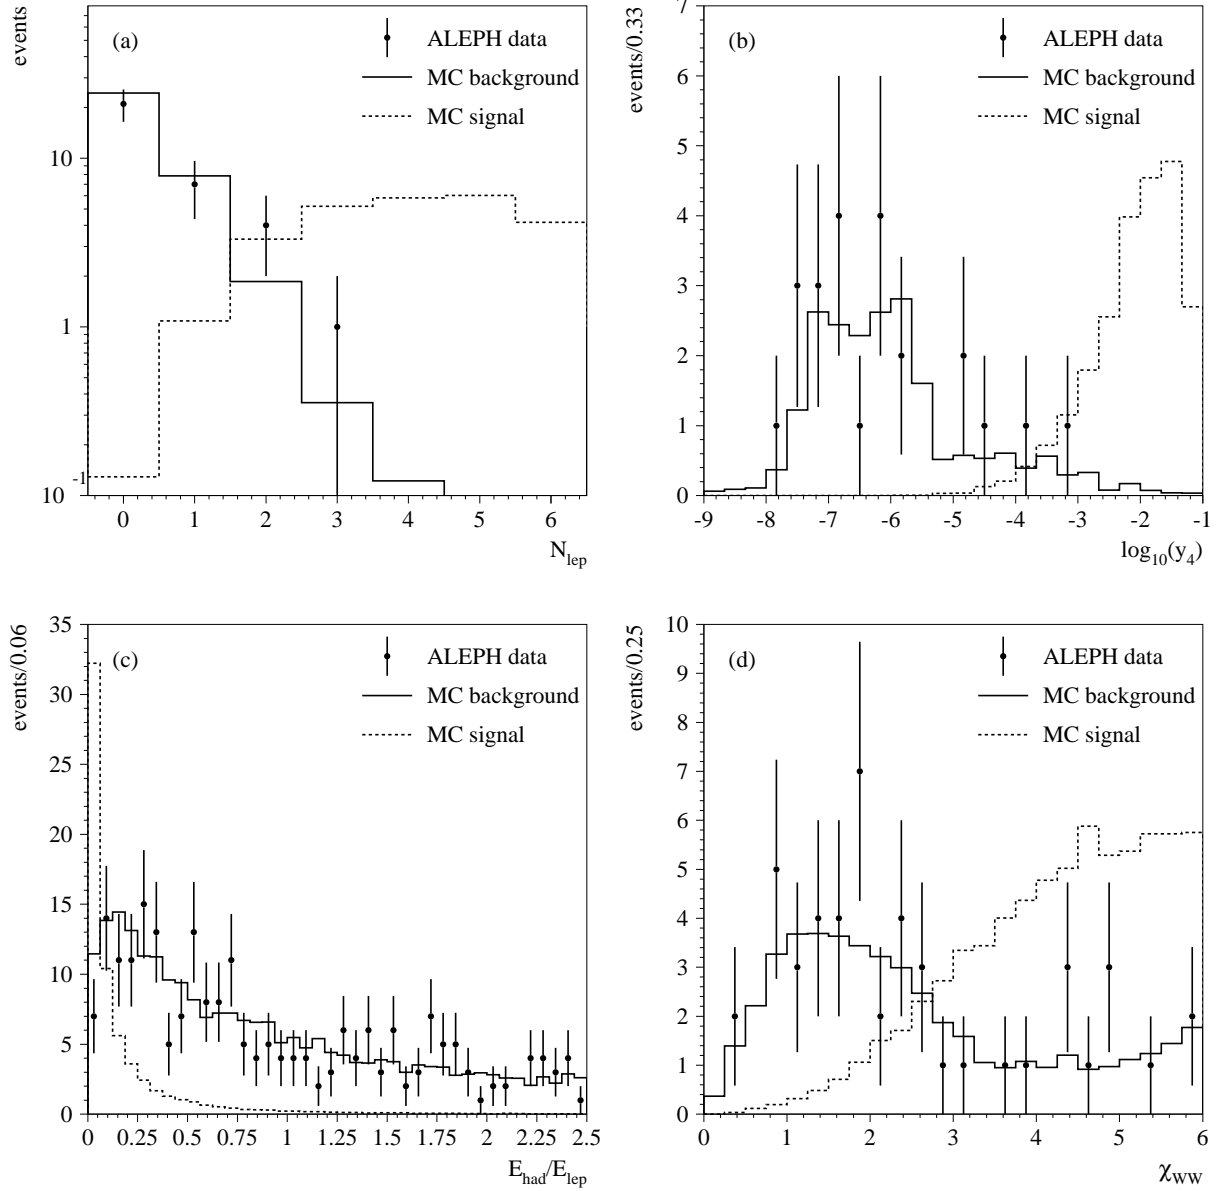 events
(a)
ALEPH data
MC background
MC signal
10
1
10 -1
0 1 2 3 4 5 6
N_lep
events/0.33
(b)
ALEPH data
MC background
MC signal
7
6
5
4
3
2
1
0
-9 -8 -7 -6 -5 -4 -3 -2 -1
log_10(y_4)
events/0.06
(c)
ALEPH data
MC background
MC signal
35
30
25
20
15
10
5
0
0 0.25 0.5 0.75 1 1.25 1.5 1.75 2 2.25 2.5
E_had/E_lep
events/0.25
(d)
ALEPH data
MC background
MC signal
10
9
8
7
6
5
4
3
2
1
0
0 1 2 3 4 5 6
χ_WW